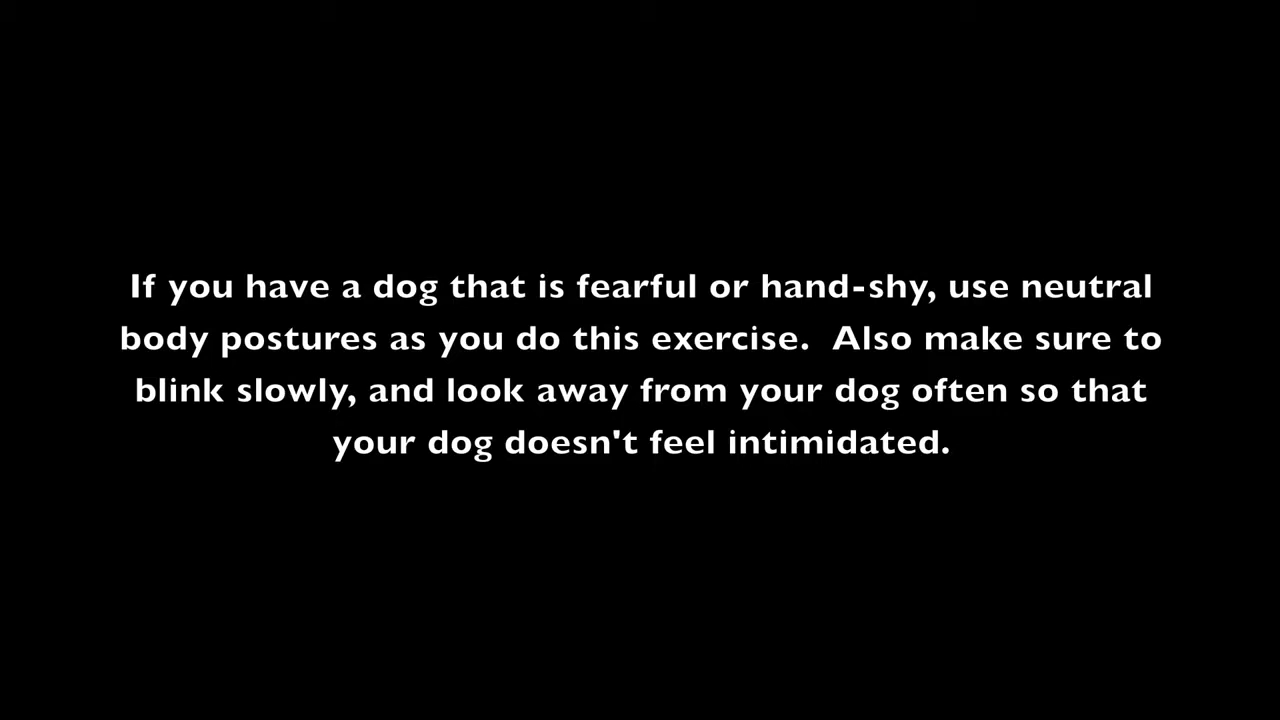 If you have a dog that is fearful or hand-shy, use neutral
body postures as you do this exercise.  Also make sure to
blink slowly, and look away from your dog often so that
your dog doesn't feel intimidated.